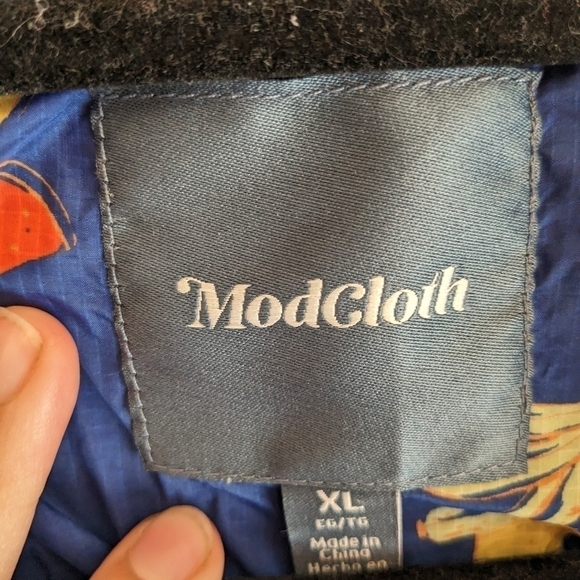 ModCloth
XL
EG/TG
Made in
China
Hecho en